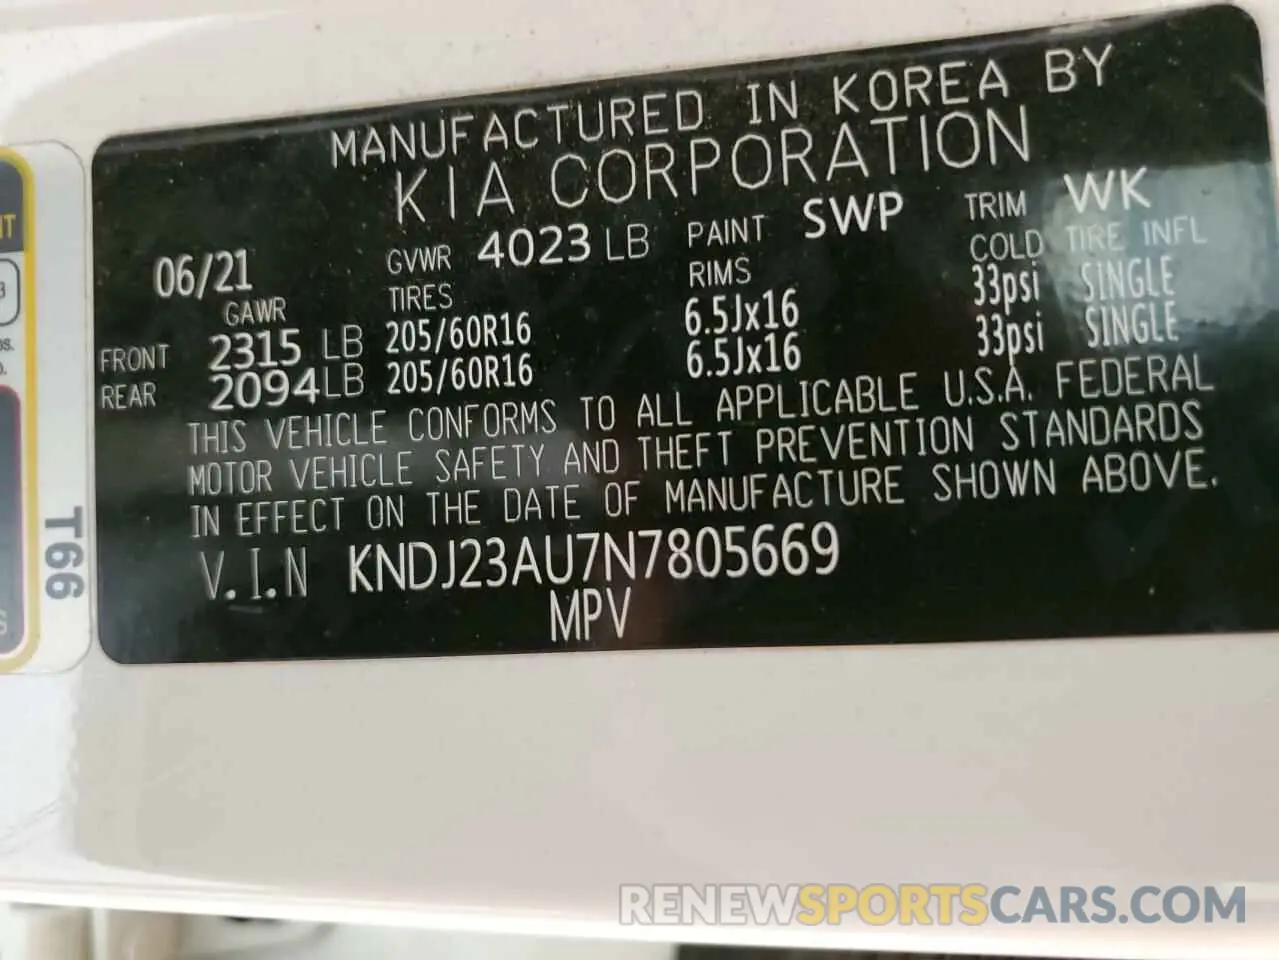 MANUFACTURED IN KOREA BY
KIA CORPORATION
06/21 GVWR 4023 LB PAINT SWP TRIM WK
GAWR TIRES RIMS COLD TIRE INFL
FRONT 2315 LB 205/60R16 6.5Jx16 33psi SINGLE
REAR 2094 LB 205/60R16 6.5Jx16 33psi SINGLE
THIS VEHICLE CONFORMS TO ALL APPLICABLE U.S.A. FEDERAL
MOTOR VEHICLE SAFETY AND THEFT PREVENTION STANDARDS
IN EFFECT ON THE DATE OF MANUFACTURE SHOWN ABOVE.
V.I.N KNDJ23AU7N7805669
MPV
T66
RENEWSPORTSCARS.COM